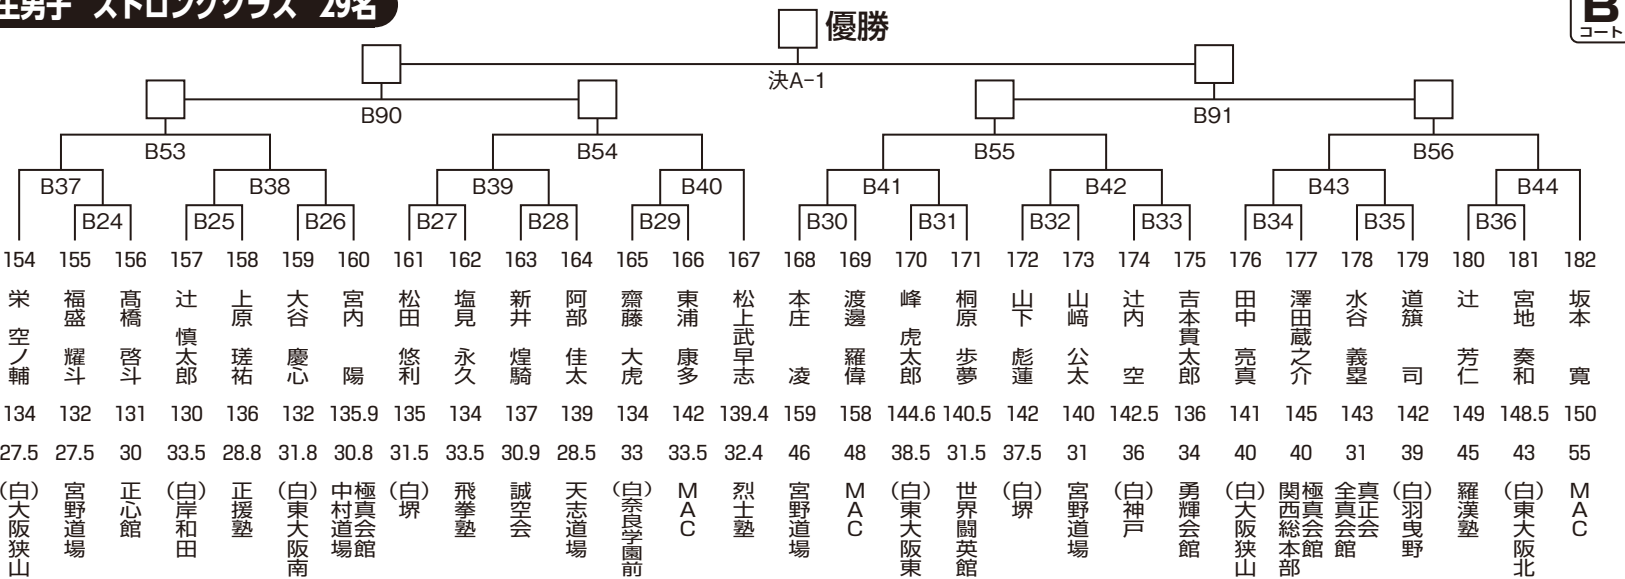 生男子 ストロングクラス 29名
B
コート
優勝
決A-1
B90 B91
B53 B54 B55 B56
B37 B38 B39 B40 B41 B42 B43 B44
B24 B25 B26 B27 B28 B29 B30 B31 B32 B33 B34 B35 B36
154 155 156 157 158 159 160 161 162 163 164 165 166 167 168 169 170 171 172 173 174 175 176 177 178 179 180 181 182
栄 空ノ輔
福盛 耀斗
髙橋 啓斗
辻 慎太郎
上原 瑳祐
大谷 慶心
宮内 陽
松田 悠利
塩見 永久
新井 煌騎
阿部 佳太
齋藤 大虎
東浦 康多
松上武早志
本庄 凌
渡邊 羅偉
峰 虎太郎
桐原 歩夢
山下 彪蓮
山﨑 公太
辻内 空
吉本貫太郎
田中 亮真
澤田蔵之介
水谷 義塁
道籏 司
辻 芳仁
宮地 奏和
坂本 寛
134 132 131 130 136 132 135.9 135 134 137 139 134 142 139.4 159 158 144.6 140.5 142 140 142.5 136 141 145 143 142 149 148.5 150
27.5 27.5 30 33.5 28.8 31.8 30.8 31.5 33.5 30.9 28.5 33 33.5 32.4 46 48 38.5 31.5 37.5 31 36 34 40 40 31 39 45 43 55
(白)大阪狭山
宮野道場
正心館
(白)岸和田
正援塾
(白)東大阪南
極真会館
中村道場
(白)堺
飛拳塾
誠空会
天志道場
(白)奈良学園前
MAC
烈士塾
宮野道場
MAC
(白)東大阪東
世界闘英館
(白)堺
宮野道場
(白)神戸
勇輝会館
(白)大阪狭山
極真会館
関西総本部
真正会
全真会館
(白)羽曳野
羅漢塾
(白)東大阪北
MAC